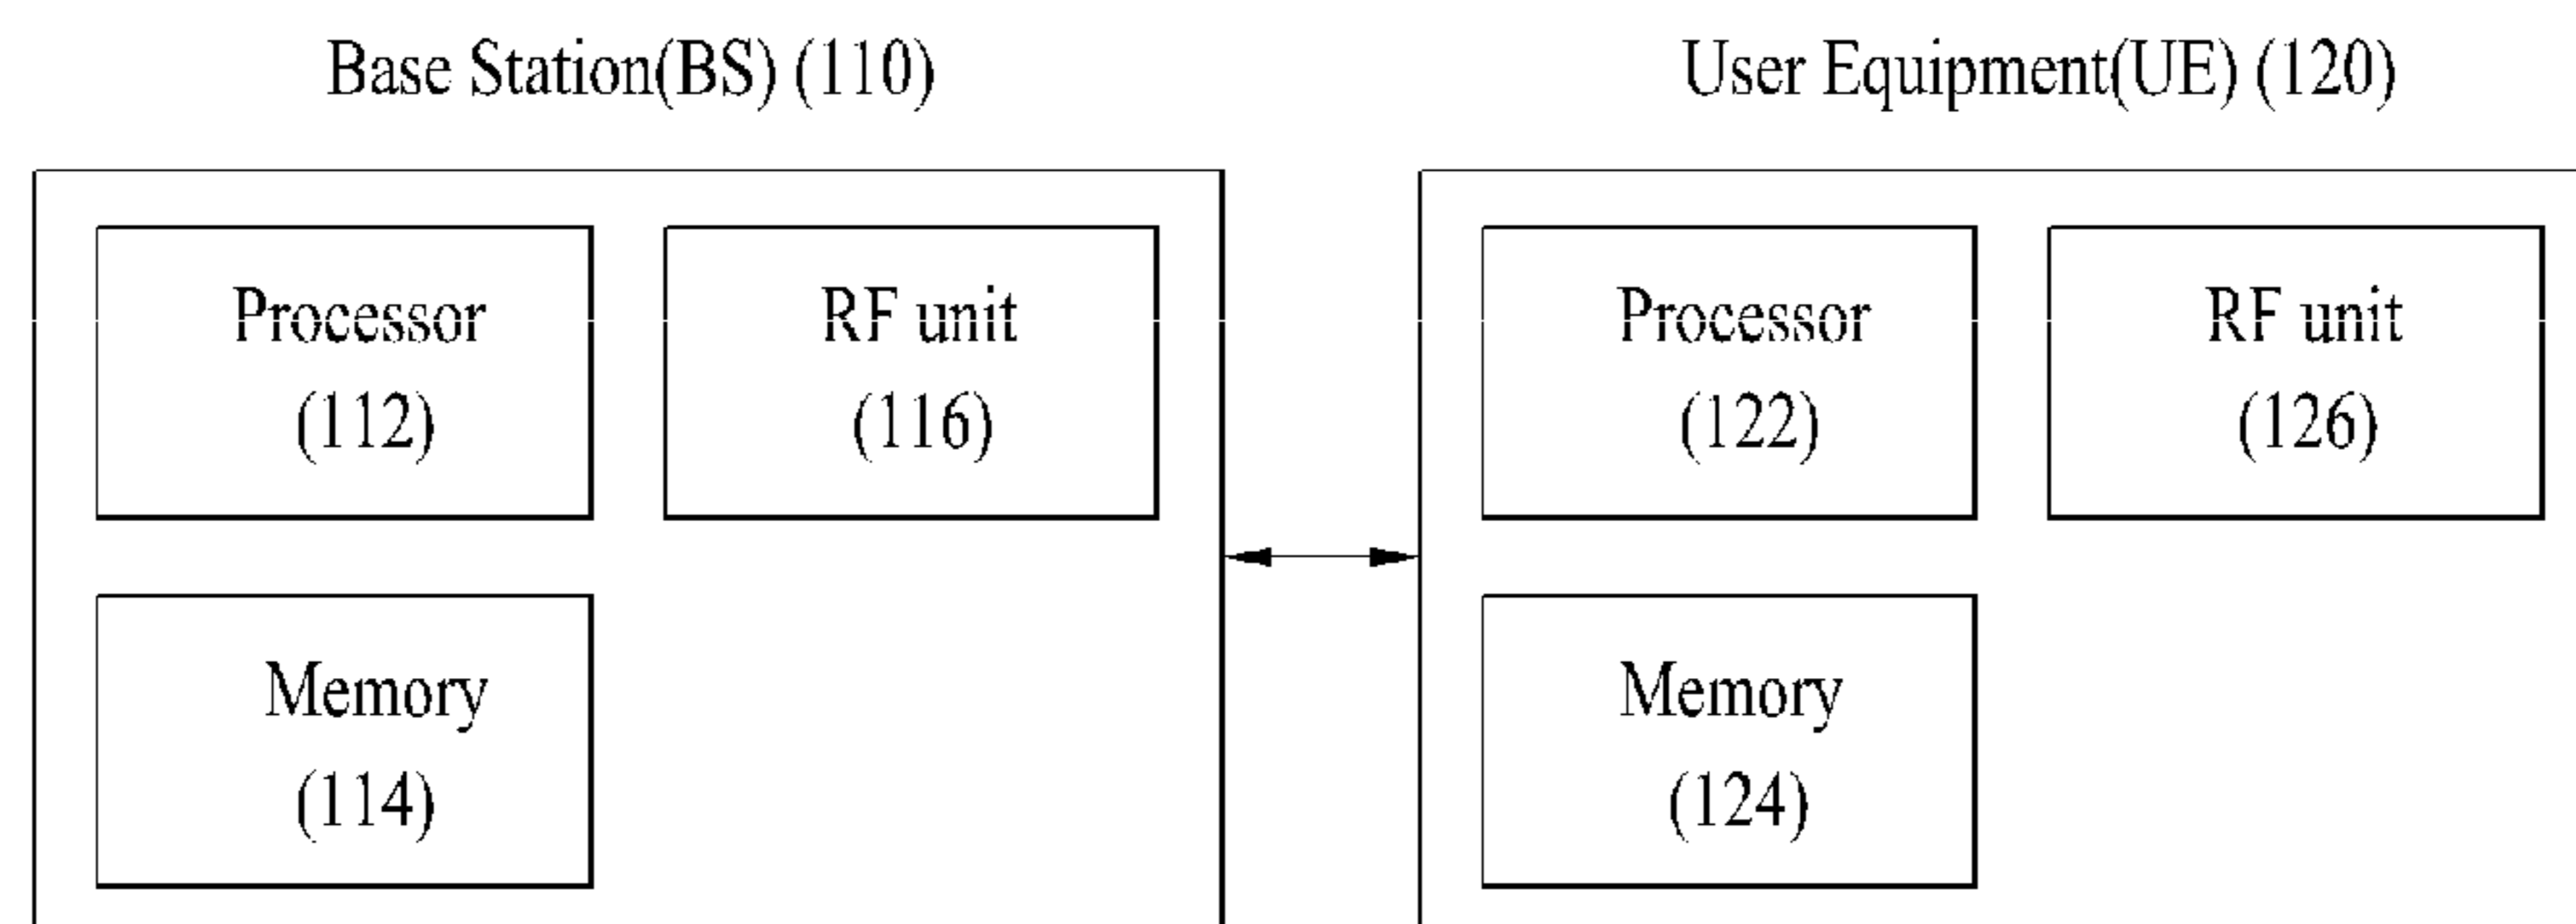 Base Station(BS) (110)
User Equipment(UE) (120)
Processor
(112)
RF unit
(116)
Memory
(114)
Processor
(122)
RF unit
(126)
Memory
(124)